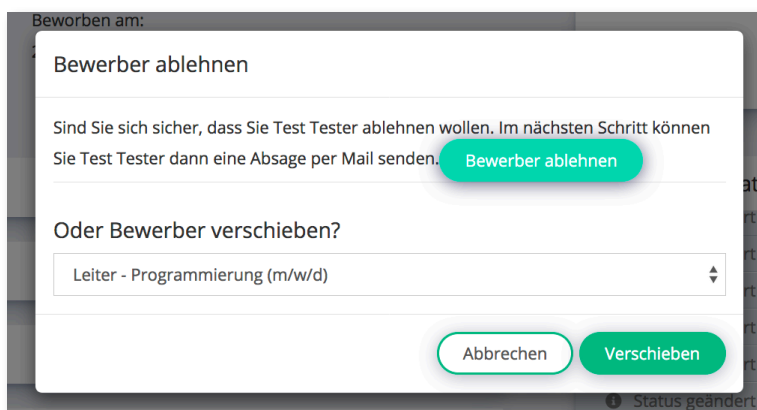 Beworben am:
Bewerber ablehnen
Sind Sie sich sicher, dass Sie Test Tester ablehnen wollen. Im nächsten Schritt können
Sie Test Tester dann eine Absage per Mail senden. Bewerber ablehnen
Oder Bewerber verschieben?
Leiter - Programmierung (m/w/d)
Abbrechen Verschieben
Status geändert